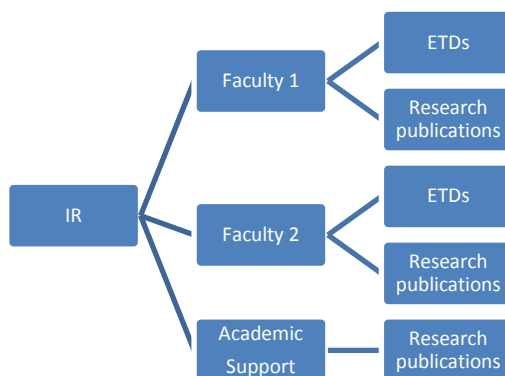 IR
Faculty 1
ETDs
Research
publications
Faculty 2
ETDs
Research
publications
Academic
Support
Research
publications